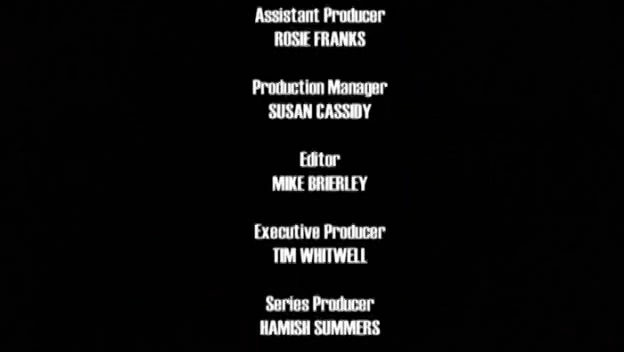 Assistant Producer
ROSIE FRANKS
Production Manager
SUSAN CASSIDY
Editor
MIKE BRIERLEY
Executive Producer
TIM WHITWELL
Series Producer
HAMISH SUMMERS